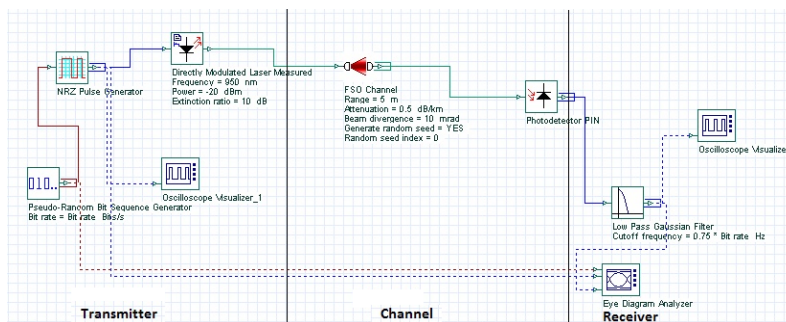 NRZ Pulse Generator
Directly Modulated Laser Measured
Frequency = 950 nm
Power = -20 dBm
Extinction ratio = 10 dB
FSO Channel
Range = 5 m
Attenuation = 0.5 dB/km
Beam divergence = 10 mrad
Generate random seed = YES
Random seed index = 0
Photodetector PIN
Oscilloscope Visualize
010...
Oscilloscope Visualizer_1
Pseudo-Random Bit Sequence Generator
Bit rate = Bit rate Bits/s
Low Pass Gaussian Filter
Cutoff frequency = 0.75 * Bit rate Hz
Eye Diagram Analyzer
Transmitter
Channel
Receiver